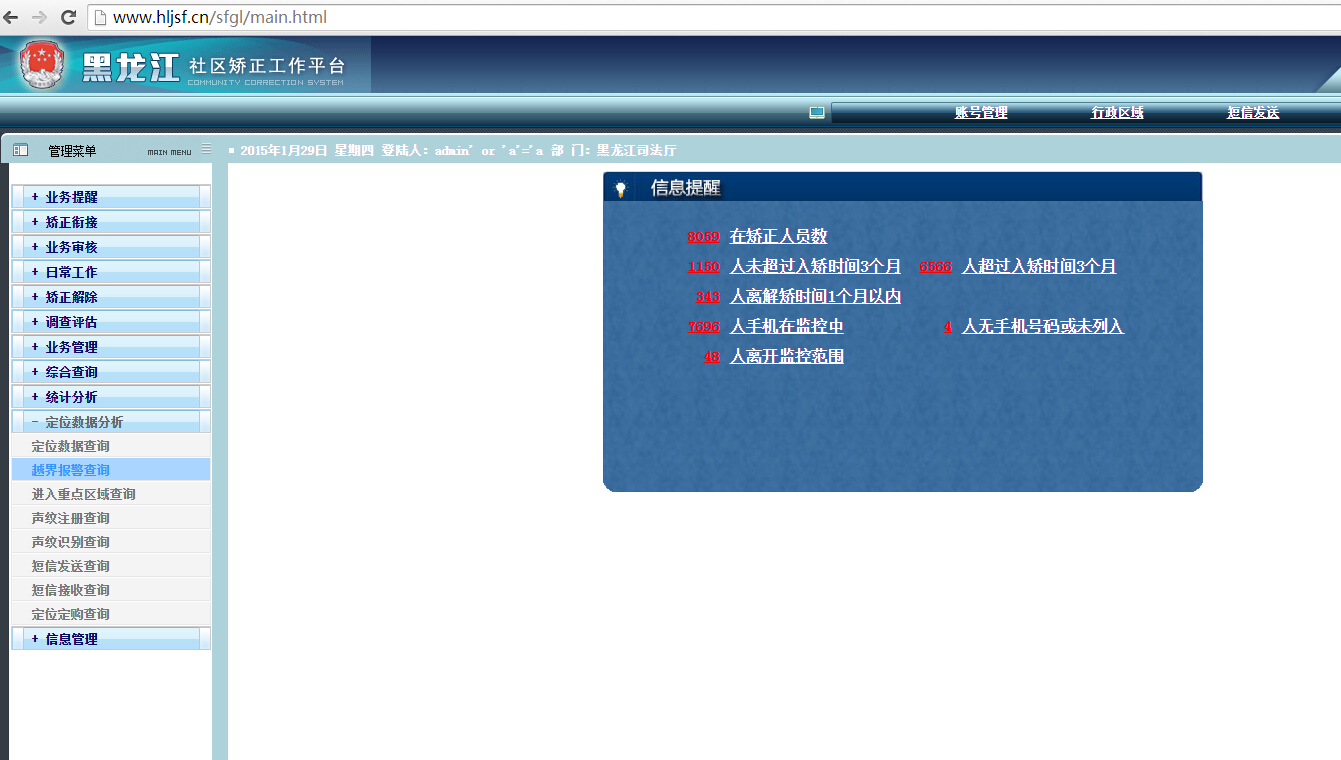 www.hljsf.cn/sfgl/main.html
黑龙江 社区矫正工作平台
COMMUNITY CORRECTION SYSTEM
账号管理 行政区域 短信发送
管理菜单 MAIN MENU
2015年1月29日 星期四 登陆人：admin' or 'a'='a 部 门：黑龙江司法厅
+ 业务提醒
+ 矫正衔接
+ 业务审核
+ 日常工作
+ 矫正解除
+ 调查评估
+ 业务管理
+ 综合查询
+ 统计分析
- 定位数据分析
定位数据查询
越界报警查询
进入重点区域查询
声纹注册查询
声纹识别查询
短信发送查询
短信接收查询
定位定购查询
+ 信息管理
信息提醒
8059 在矫正人员数
1150 人未超过入矫时间3个月 6566 人超过入矫时间3个月
343 人离解矫时间1个月以内
7696 人手机在监控中 4 人无手机号码或未列入
48 人离开监控范围